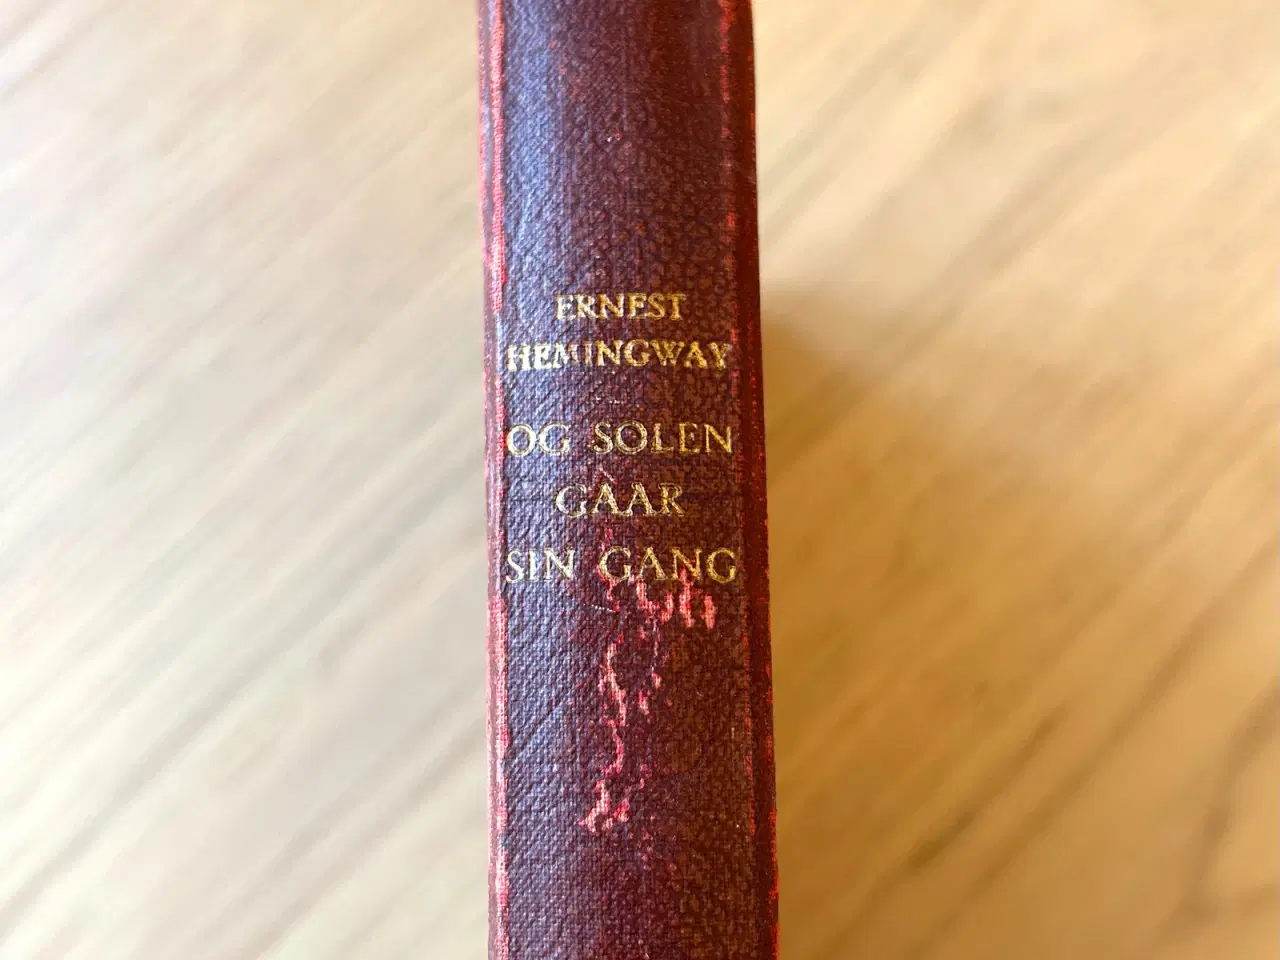 ERNEST
HEMINGWAY
OG SOLEN
GAAR
SIN GANG